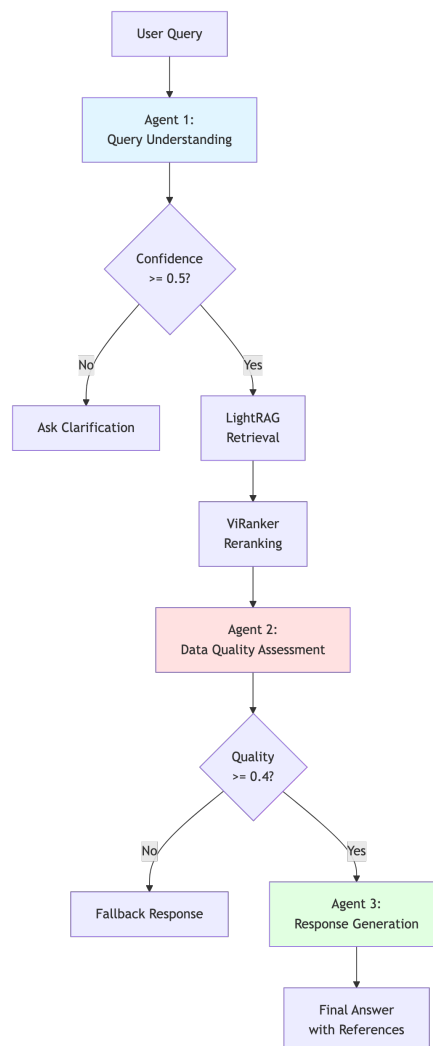 User Query
Agent 1:
Query Understanding
Confidence
>= 0.5?
No
Yes
Ask Clarification
LightRAG
Retrieval
ViRanker
Reranking
Agent 2:
Data Quality Assessment
Quality
>= 0.4?
No
Yes
Fallback Response
Agent 3:
Response Generation
Final Answer
with References